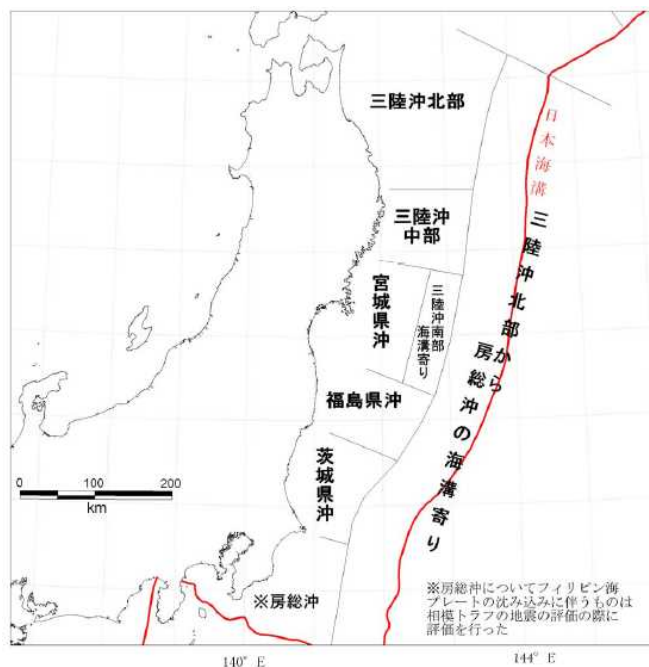 三陸沖北部
日本海溝
三陸沖
中部
三陸沖北部から
房総沖の海溝寄り
宮城県沖
三陸沖南部
海溝寄り
福島県沖
茨城県沖
0 100 200
km
※房総沖
※房総沖についてフィリピン海
プレートの沈み込みに伴うものは
相模トラフの地震の評価の際に
評価を行った
140° E
144° E